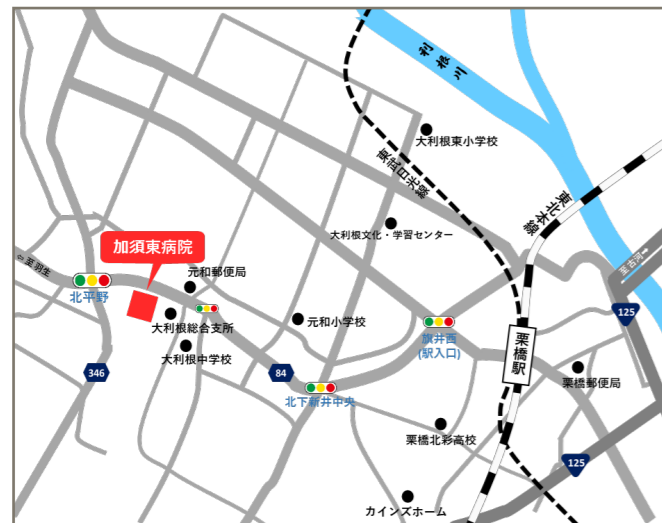 利根川
大利根東小学校
東武日光線
東北本線
大利根文化・学習センター
加須東病院
⇦至羽生
元和郵便局
北平野
大利根総合支所
元和小学校
大利根中学校
旗井西
(駅入口)
至古河⇨
125
栗橋駅
346
84
北下新井中央
栗橋郵便局
栗橋北彩高校
125
カインズホーム